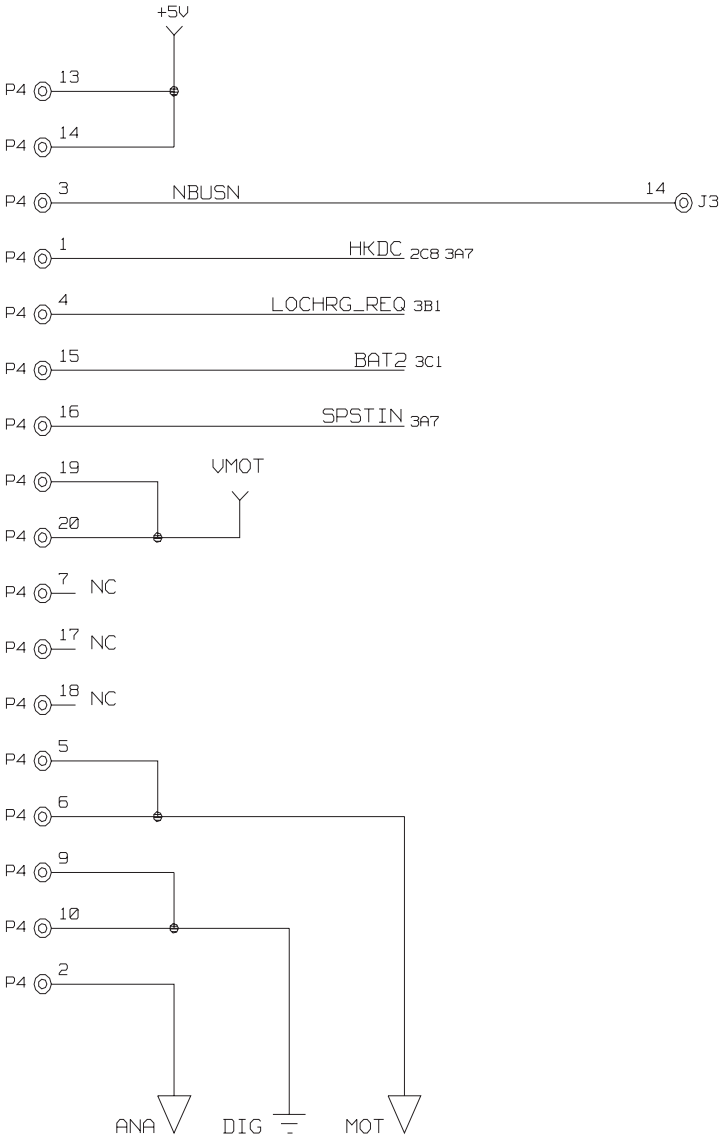 +5V
P4 13
P4 14
P4 3 NBUSN 14 J3
P4 1 HKDC 2C8 3A7
P4 4 LOCHRG_REQ 3B1
P4 15 BAT2 3C1
P4 16 SPSTIN 3A7
P4 19 VMOT
P4 20
P4 7 NC
P4 17 NC
P4 18 NC
P4 5
P4 6
P4 9
P4 10
P4 2
ANA DIG MOT